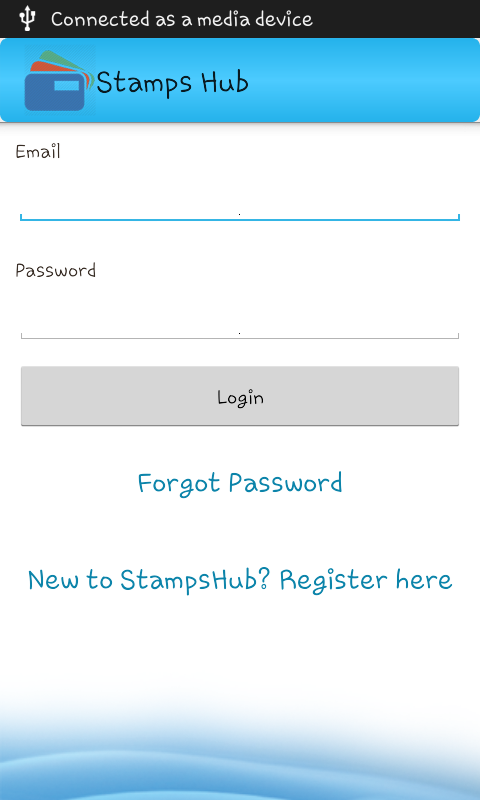 Connected as a media device
Stamps Hub
Email
Password
Login
Forgot Password
New to StampsHub? Register here